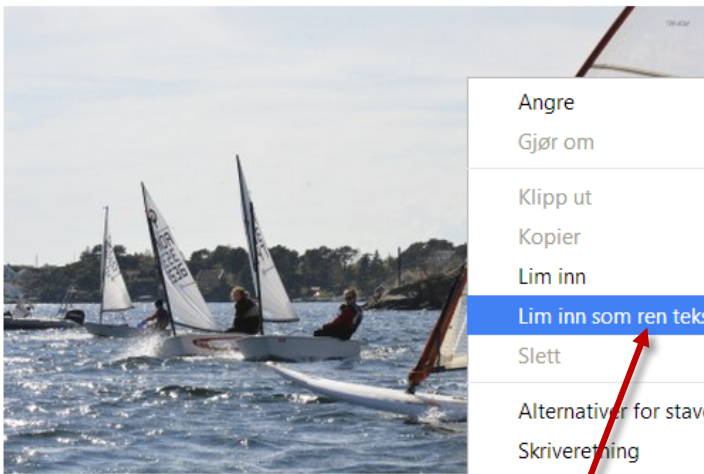 Angre
Gjør om
Klipp ut
Kopier
Lim inn
Lim inn som ren teks
Slett
Alternativer for stave
Skriveretning